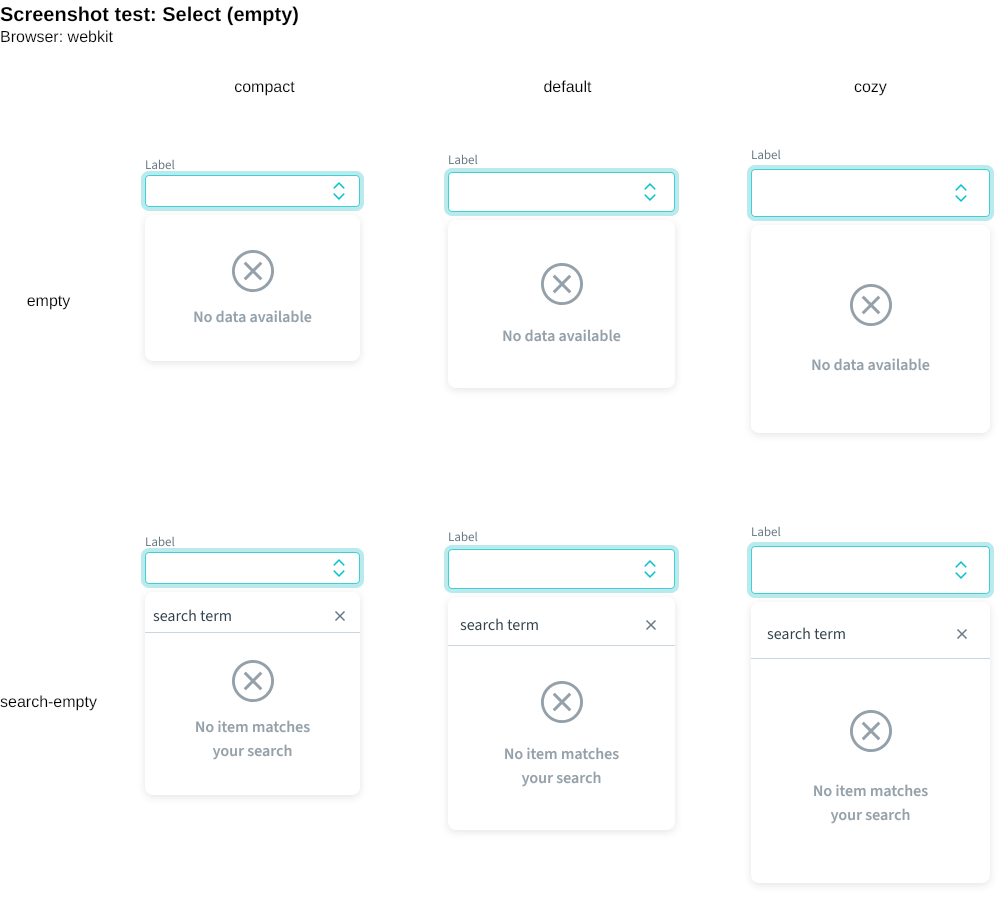 Screenshot test: Select (empty)
Browser: webkit
compact
default
cozy
Label
Label
Label
empty
No data available
No data available
No data available
Label
Label
Label
search term
search term
search term
search-empty
No item matches
your search
No item matches
your search
No item matches
your search